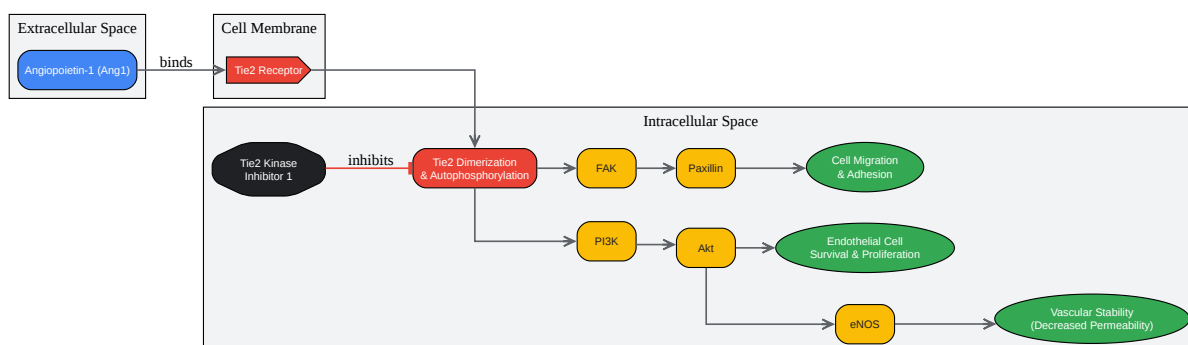 Extracellular Space
Cell Membrane
Angiopoietin-1 (Ang1)
binds
Tie2 Receptor
Intracellular Space
Tie2 Kinase
Inhibitor 1
inhibits
Tie2 Dimerization
& Autophosphorylation
FAK
Paxillin
Cell Migration
& Adhesion
PI3K
Akt
Endothelial Cell
Survival & Proliferation
eNOS
Vascular Stability
(Decreased Permeability)